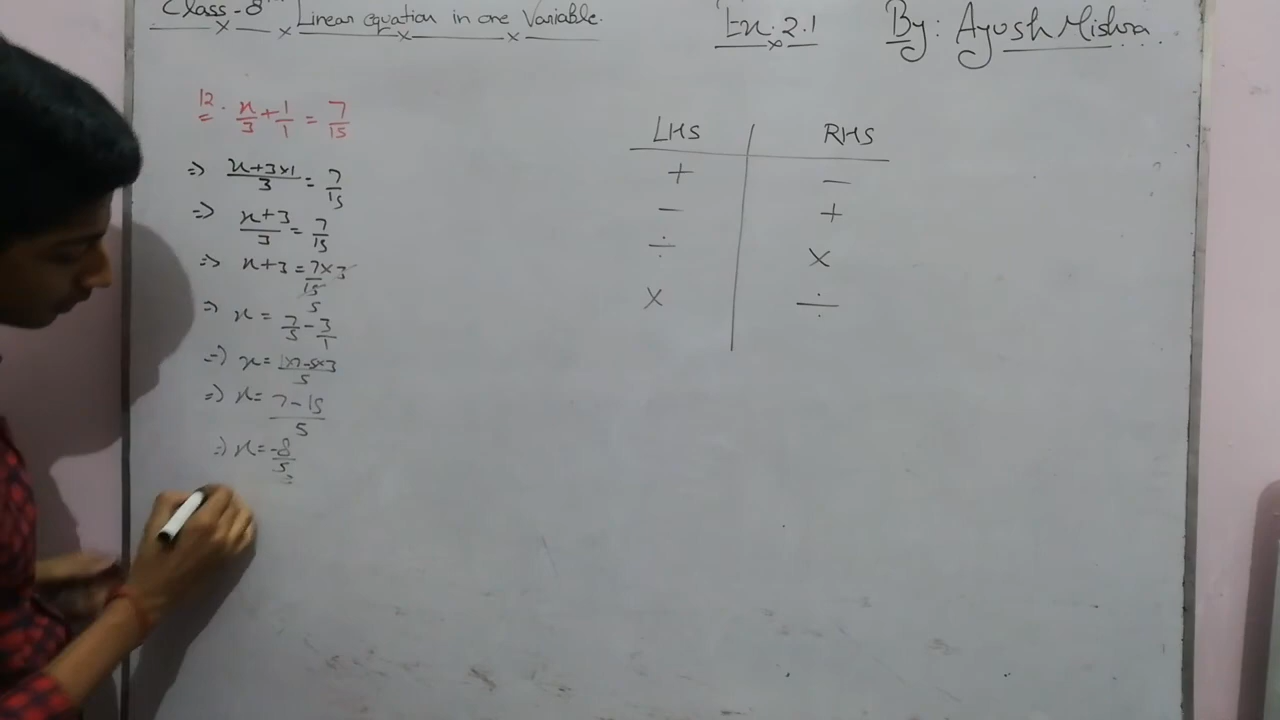 Class-8th Linear equation in one Variable. Ex. 2.1 By: Ayush Mishra
12. x/3 + 1/1 = 7/15
=> (x+3×1)/3 = 7/15
=> (x+3)/3 = 7/15
=> x+3 = 7×3/15 5
=> x = 7/5 - 3/1
=> x = (1×7-5×3)/5
=> x = (7-15)/5
=> x = -8/5
LHS RHS
+ −
− +
÷ ×
× ÷